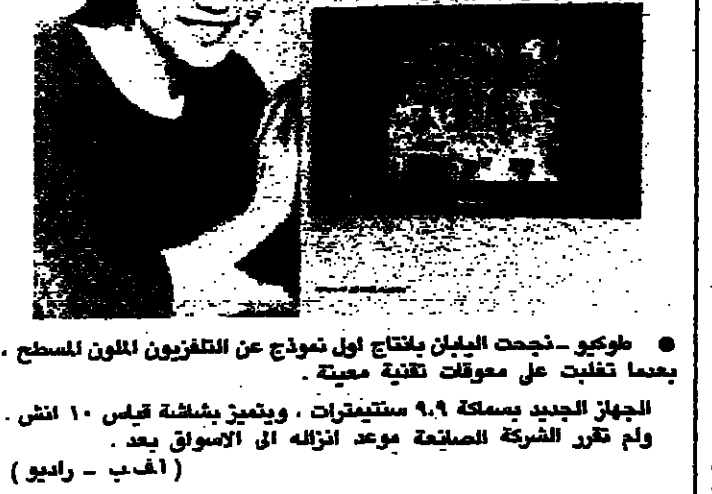 ● طوكيو ـ نجحت اليابان بانتاج اول نموذج عن التلفزيون الملون المسطح ،
بعدما تغلبت على معوقات تقنية معينة .
الجهاز الجديد بسماكة ٩،٩ سنتيمترات ، ويتميز بشاشة قياس ١٠ انش .
ولم تقرر الشركة الصانعة موعد انزاله الى الاسواق بعد .
( أ ف ب ـ راديو )